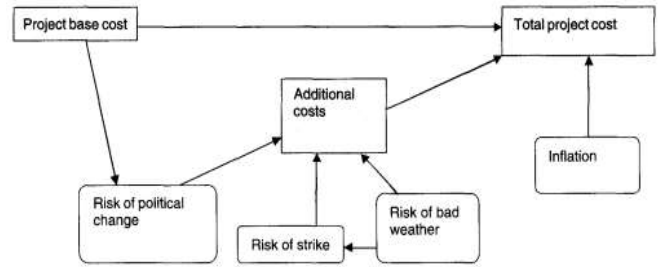 Project base cost
Total project cost
Additional
costs
Inflation
Risk of political
change
Risk of strike
Risk of bad
weather